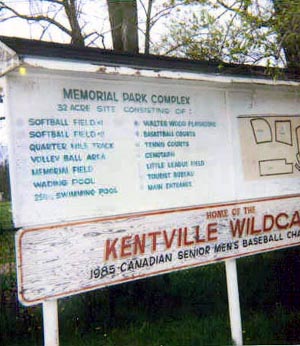 MEMORIAL PARK COMPLEX
32 ACRE SITE CONSISTING OF :
SOFTBALL FIELD #1
SOFTBALL FIELD #2
QUARTER MILE TRACK
VOLLEY BALL AREA
MEMORIAL FIELD
WADING POOL
SWIMMING POOL
WALTER WOOD PLAYGROUND
BASKETBALL COURTS
TENNIS COURTS
CENOTAPH
LITTLE LEAGUE FIELD
TOURIST BUREAU
MAIN ENTRANCE
HOME OF THE
KENTVILLE WILDCA
1985 CANADIAN SENIOR MEN'S BASEBALL CHA